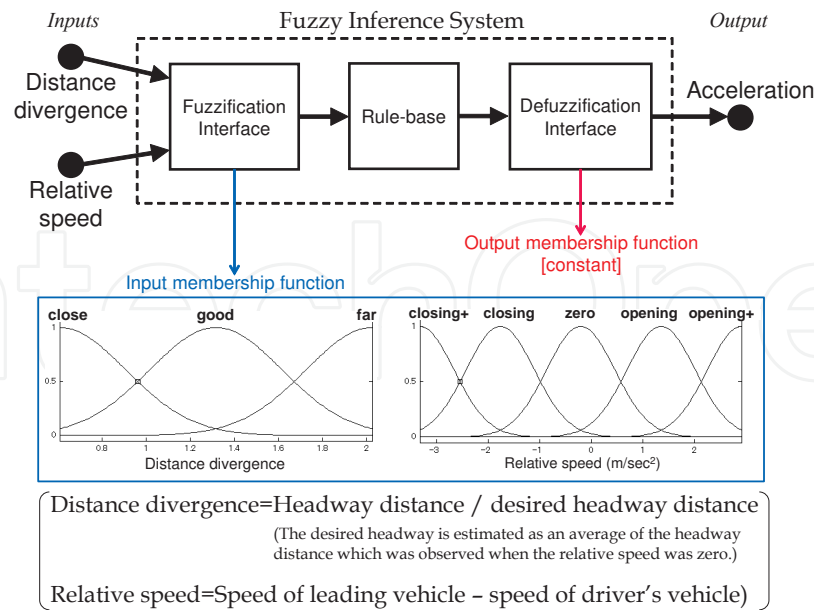 Inputs
Fuzzy Inference System
Output
Distance
divergence
Fuzzification
Interface
Rule-base
Defuzzification
Interface
Acceleration
Relative
speed
Input membership function
Output membership function
[constant]
close good far
1
0.5
0
0.8 1 1.2 1.4 1.6 1.8 2
Distance divergence
closing+ closing zero opening opening+
1
0.5
0
−3 −2 −1 0 1 2
Relative speed (m/sec2)
Distance divergence=Headway distance / desired headway distance
(The desired headway is estimated as an average of the headway
distance which was observed when the relative speed was zero.)
Relative speed=Speed of leading vehicle – speed of driver's vehicle)
ntechOpe